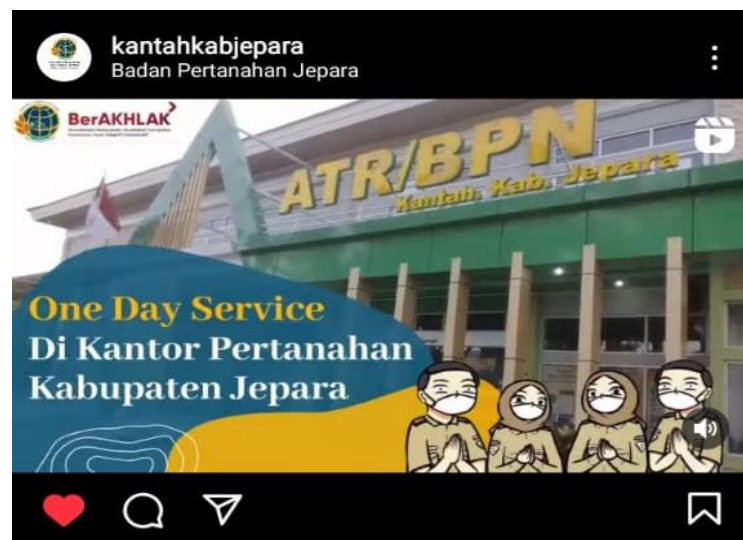 kantahkabjepara
Badan Pertanahan Jepara
BerAKHLAK
ATR/BPN
Kantah. Kab. Jepara
One Day Service
Di Kantor Pertanahan
Kabupaten Jepara